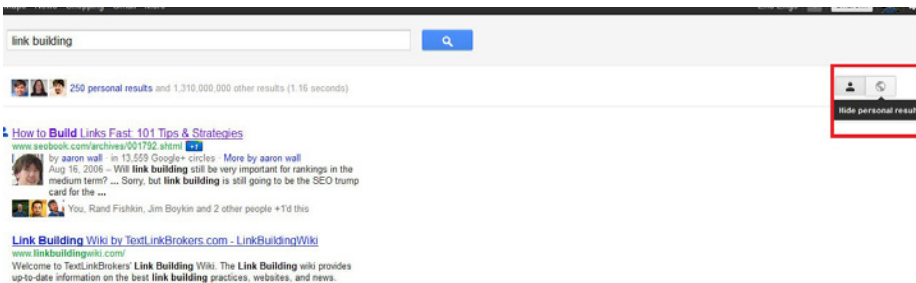 link building
250 personal results and 1,310,000,000 other results (1.16 seconds)
Hide personal resul
How to Build Links Fast: 101 Tips & Strategies
www.seobook.com/archives/001792.shtml +1
by aaron wall - in 13,559 Google+ circles - More by aaron wall
Aug 16, 2006 – Will link building still be very important for rankings in the
medium term? ... Sorry, but link building is still going to be the SEO trump
card for the ...
You, Rand Fishkin, Jim Boykin and 2 other people +1'd this
Link Building Wiki by TextLinkBrokers.com - LinkBuildingWiki
www.linkbuildingwiki.com/
Welcome to TextLinkBrokers' Link Building Wiki. The Link Building wiki provides
up-to-date information on the best link building practices, websites, and news.